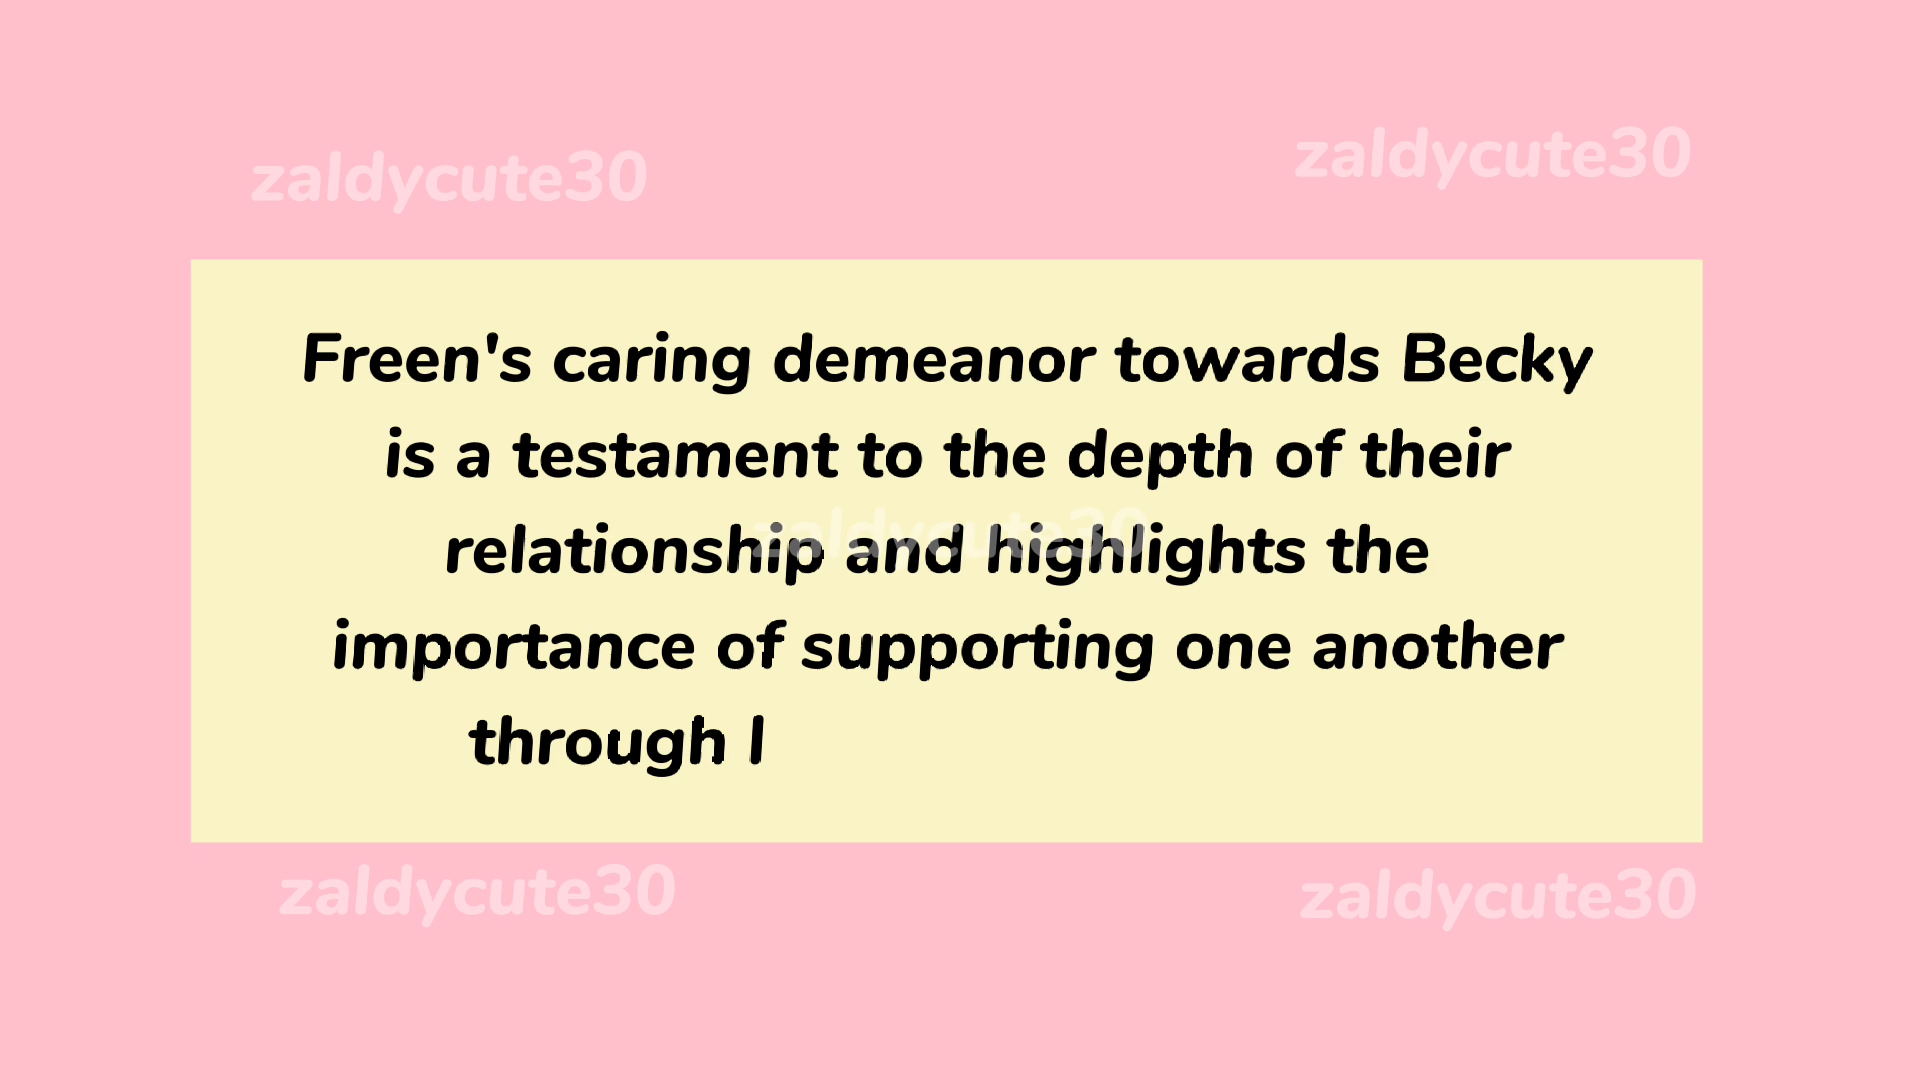 zaldycute30
zaldycute30
Freen's caring demeanor towards Becky
is a testament to the depth of their
relationship and highlights the
zaldycute30
importance of supporting one another
through l
zaldycute30
zaldycute30